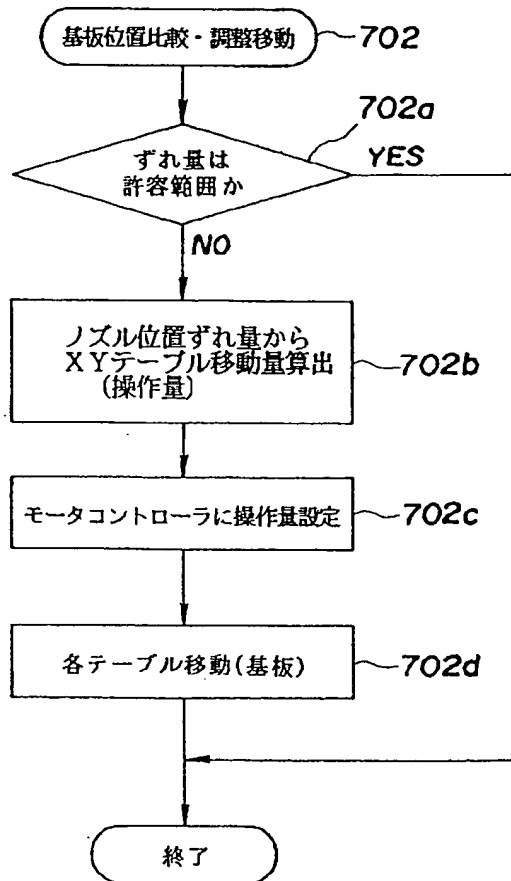 基板位置比較・調整移動
702
702a
ずれ量は
許容範囲か
YES
NO
ノズル位置ずれ量から
XYテーブル移動量算出
(操作量)
702b
モータコントローラに操作量設定
702c
各テーブル移動(基板)
702d
終了